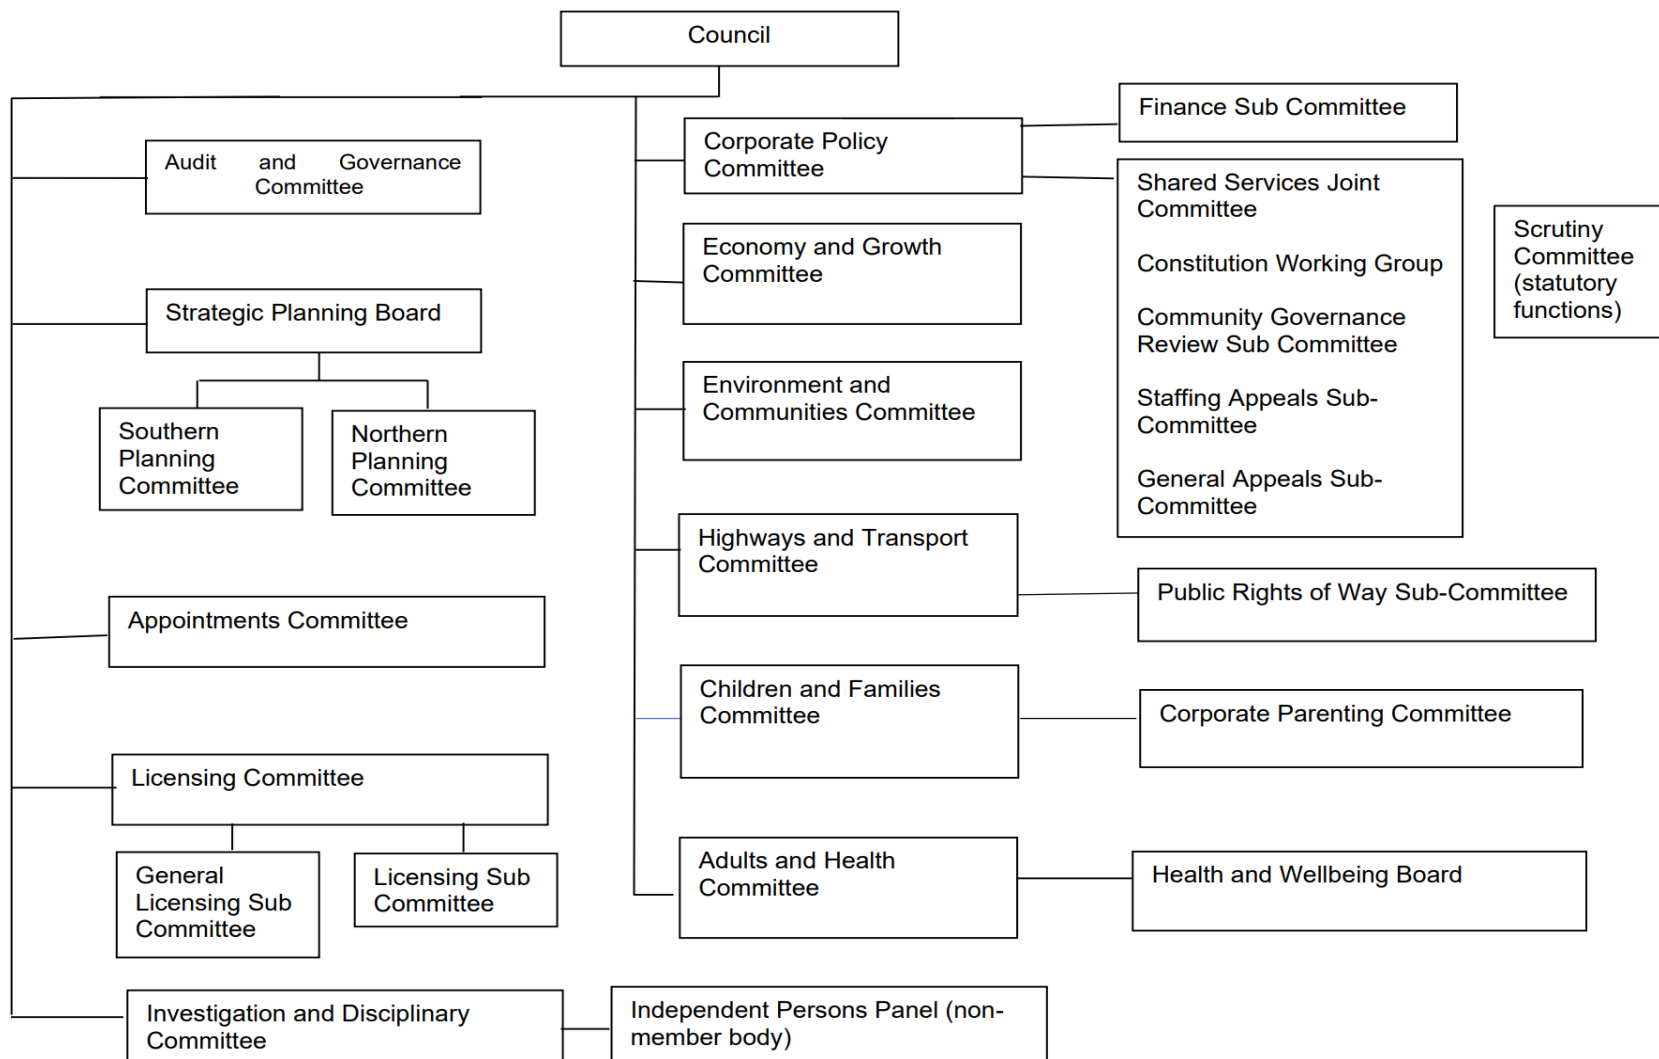 Council
Audit and Governance
Committee
Strategic Planning Board
Southern
Planning
Committee
Northern
Planning
Committee
Appointments Committee
Licensing Committee
General
Licensing Sub
Committee
Licensing Sub
Committee
Investigation and Disciplinary
Committee
Independent Persons Panel (non-
member body)
Corporate Policy
Committee
Economy and Growth
Committee
Environment and
Communities Committee
Highways and Transport
Committee
Children and Families
Committee
Adults and Health
Committee
Finance Sub Committee
Shared Services Joint
Committee
Constitution Working Group
Community Governance
Review Sub Committee
Staffing Appeals Sub-
Committee
General Appeals Sub-
Committee
Public Rights of Way Sub-Committee
Corporate Parenting Committee
Health and Wellbeing Board
Scrutiny
Committee
(statutory
functions)